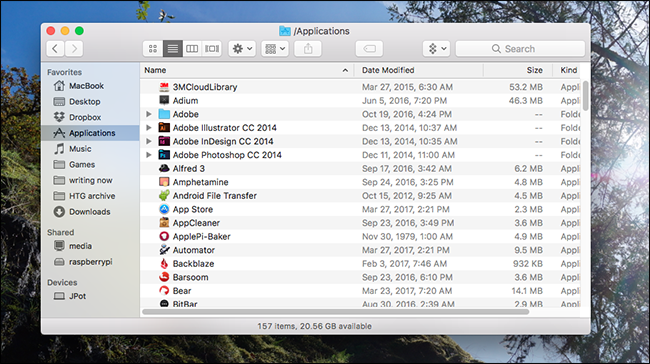 /Applications
Search
Favorites
MacBook
Desktop
Dropbox
Applications
Music
Games
writing now
HTG archive
Downloads
Shared
media
raspberrypi
Devices
JPot
Name Date Modified Size Kind
3MCloudLibrary Mar 27, 2015, 6:30 AM 53.2 MB Appli
Adium Jun 5, 2016, 7:20 PM 46.3 MB Appli
Adobe Oct 19, 2016, 4:24 PM -- Folde
Adobe Illustrator CC 2014 Dec 13, 2014, 10:37 AM -- Folde
Adobe InDesign CC 2014 Dec 13, 2014, 10:35 AM -- Folde
Adobe Photoshop CC 2014 Dec 11, 2014, 11:00 AM -- Folde
Alfred 3 Sep 17, 2016, 3:42 AM 6.2 MB Appli
Amphetamine Sep 24, 2016, 3:25 PM 4.8 MB Appli
Android File Transfer Oct 15, 2012, 9:25 AM 4.5 MB Appli
App Store Mar 27, 2017, 2:21 PM 2.3 MB Appli
AppCleaner Sep 23, 2016, 3:49 PM 3.6 MB Appli
ApplePi-Baker Nov 30, 1979, 1:00 AM 4.9 MB Appli
Automator Mar 27, 2017, 2:21 PM 9.5 MB Appli
Backblaze Feb 3, 2017, 7:46 AM 932 KB Appli
Barsoom Sep 23, 2016, 6:10 PM 3.6 MB Appli
Bear Mar 23, 2017, 7:20 PM 14.1 MB Appli
BitBar Aug 30, 2016, 2:39 AM 2.9 MB Appli
157 items, 20.56 GB available